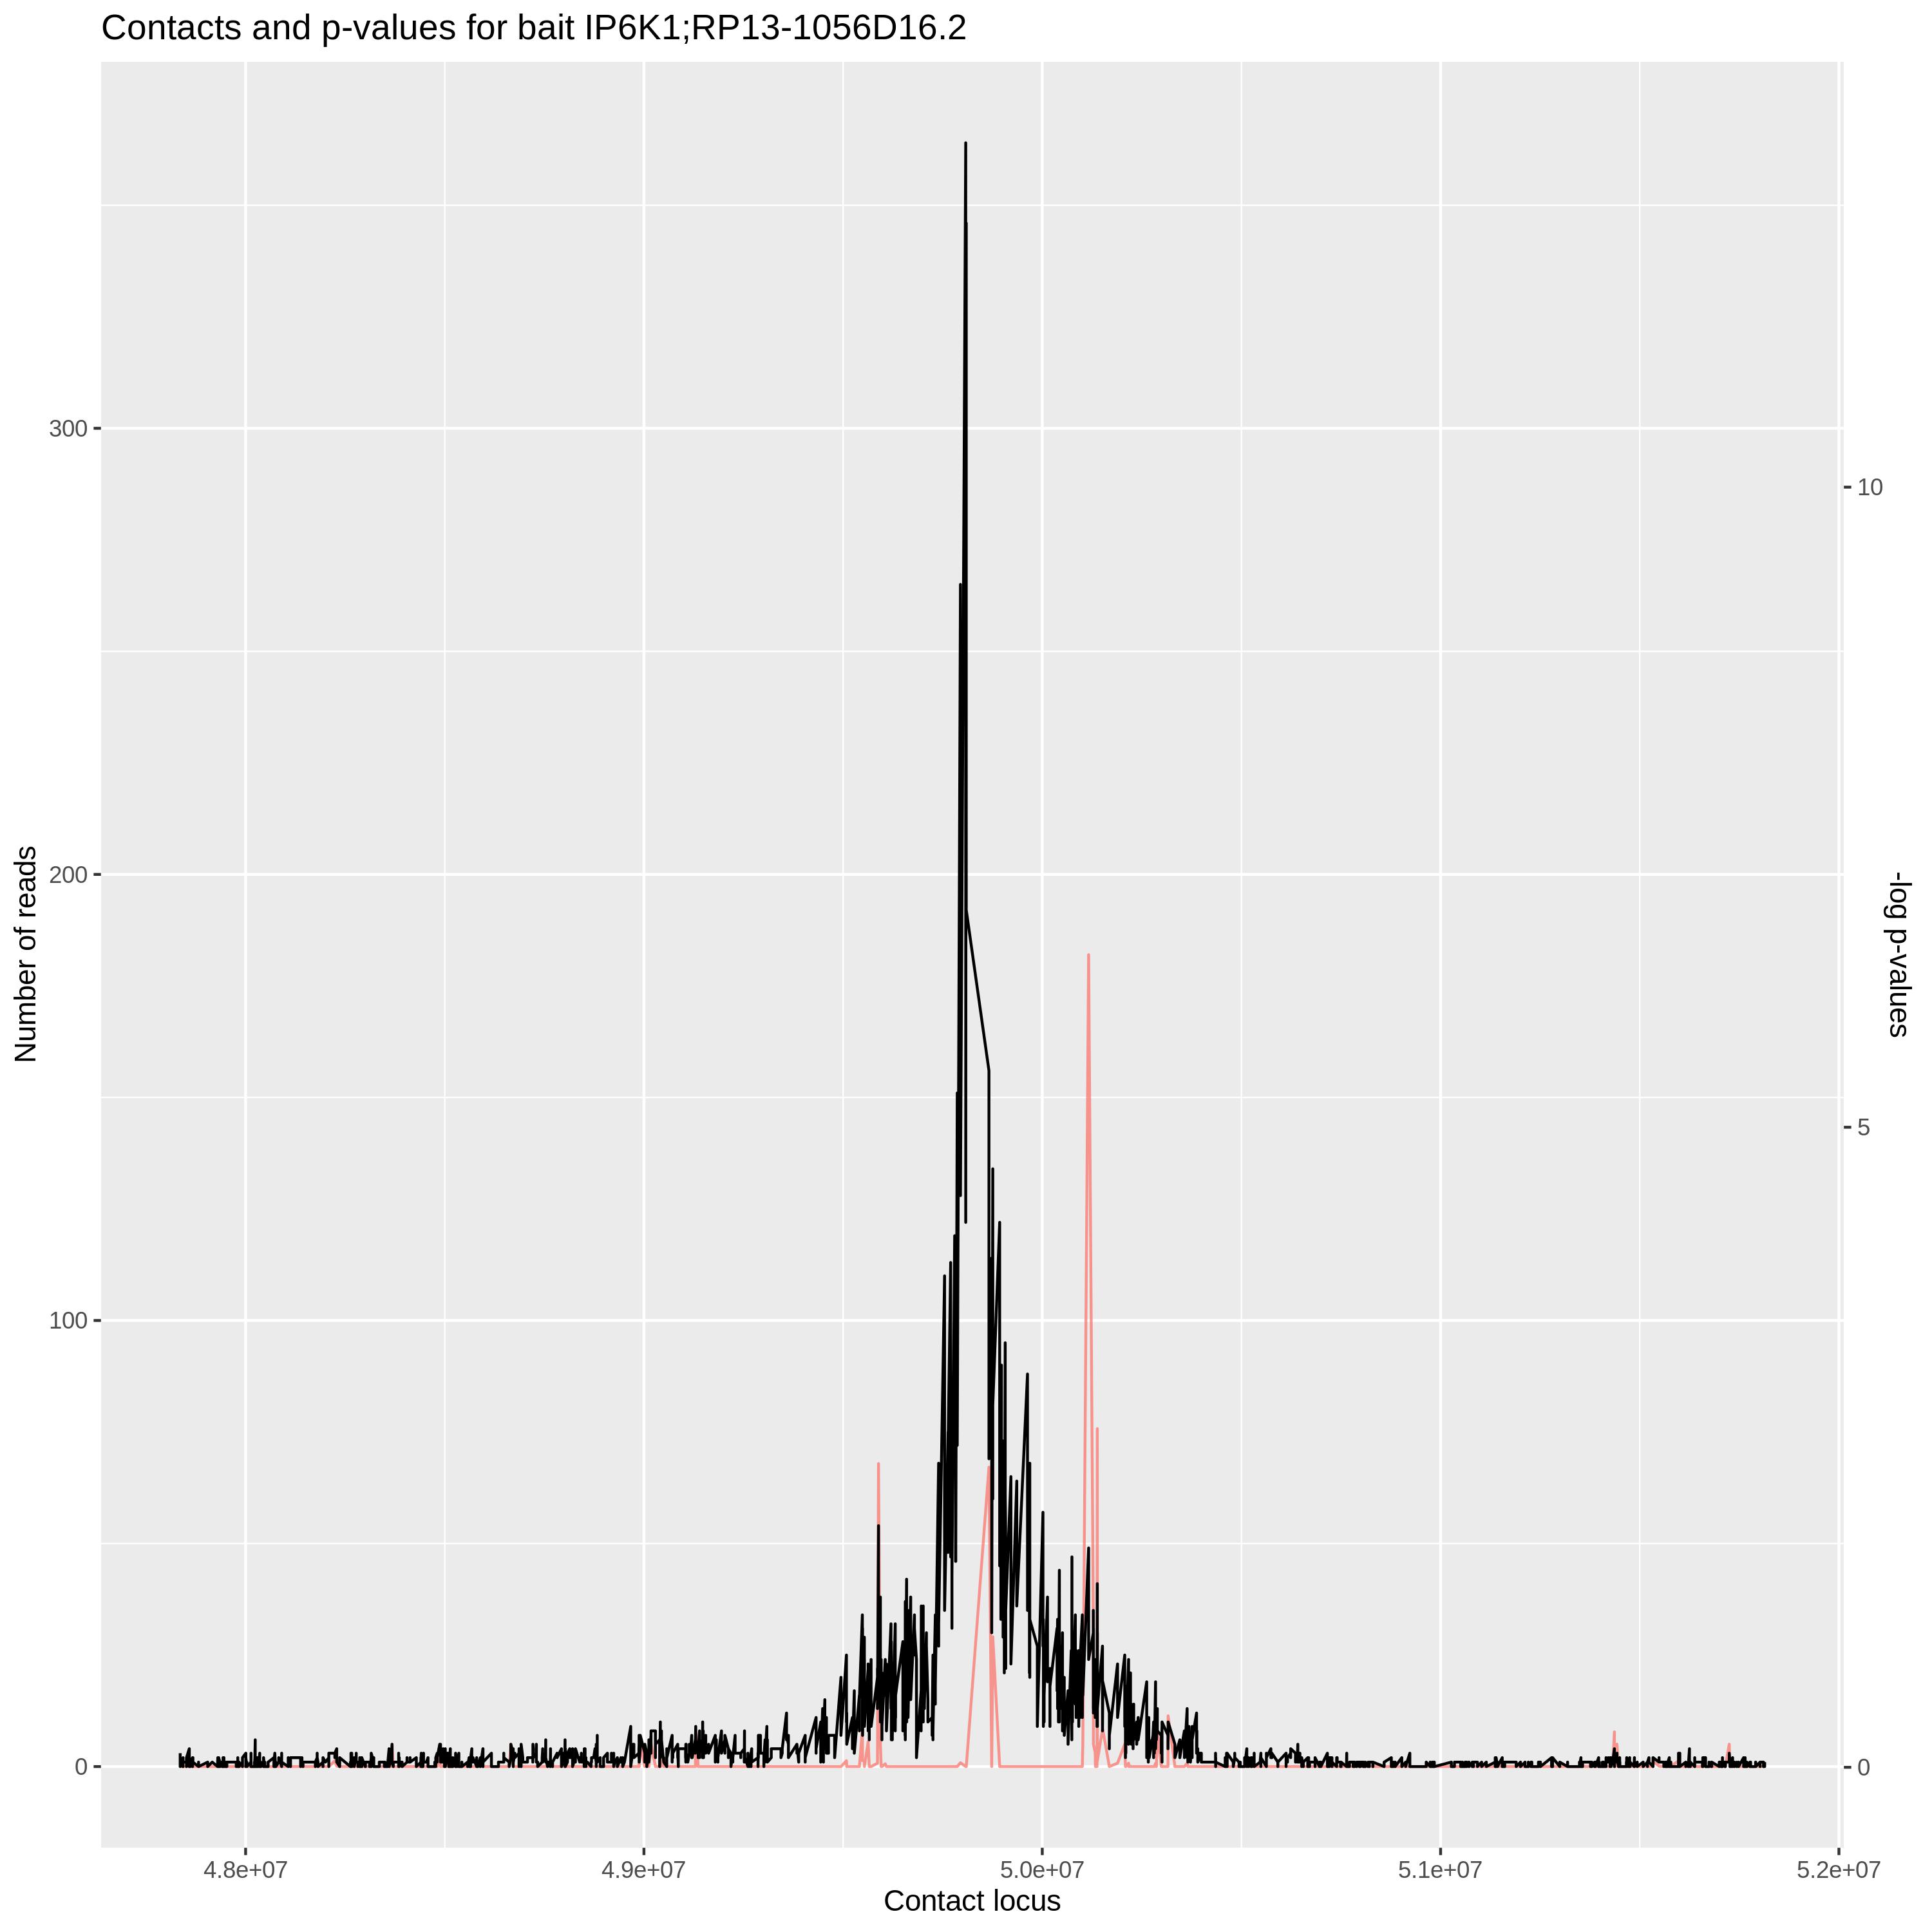 Contacts and p-values for bait IP6K1;RP13-1056D16.2
300
200
100
0
Number of reads
10
5
0
-log p-values
4.8e+07
4.9e+07
5.0e+07
5.1e+07
5.2e+07
Contact locus